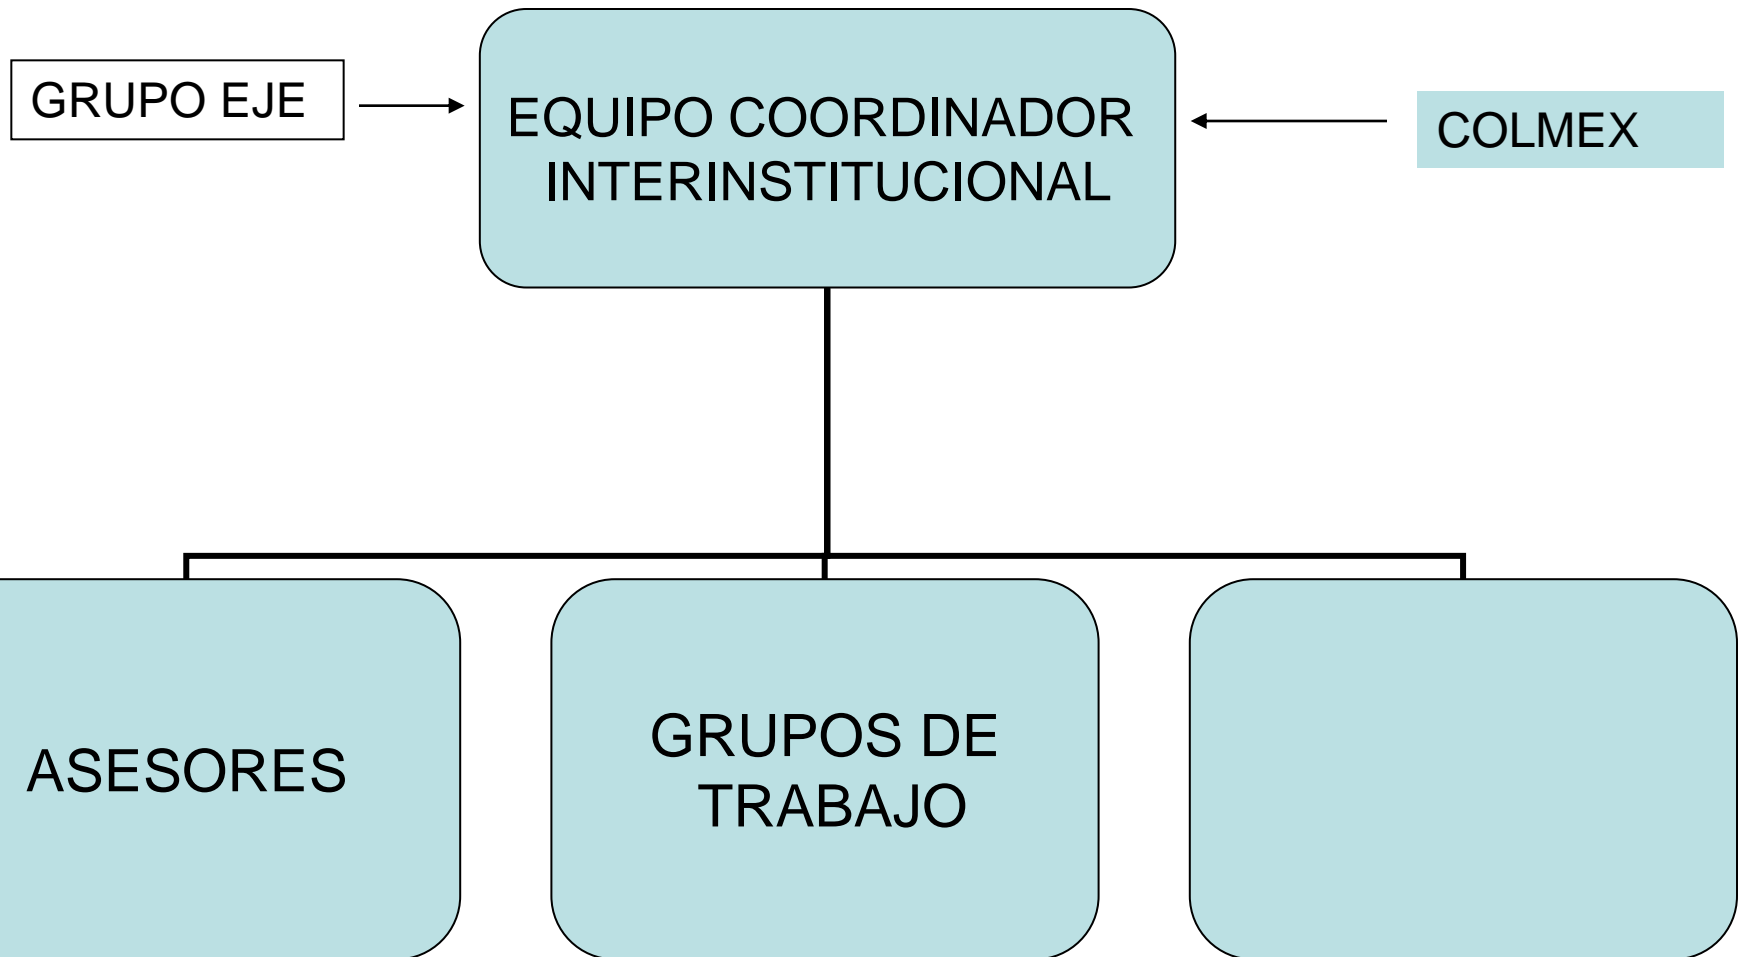 GRUPO EJE
EQUIPO COORDINADOR
INTERINSTITUCIONAL
COLMEX
ASESORES
GRUPOS DE
TRABAJO